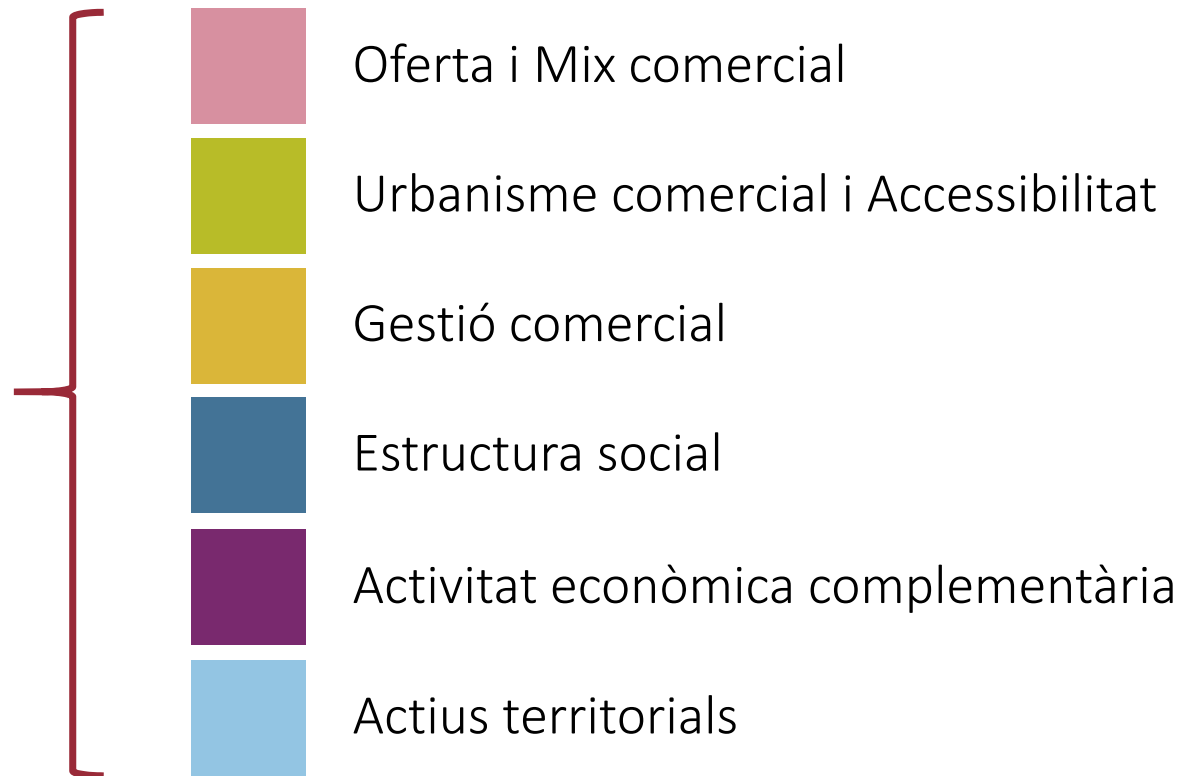 Oferta i Mix comercial
Urbanisme comercial i Accessibilitat
Gestió comercial
Estructura social
Activitat econòmica complementària
Actius territorials